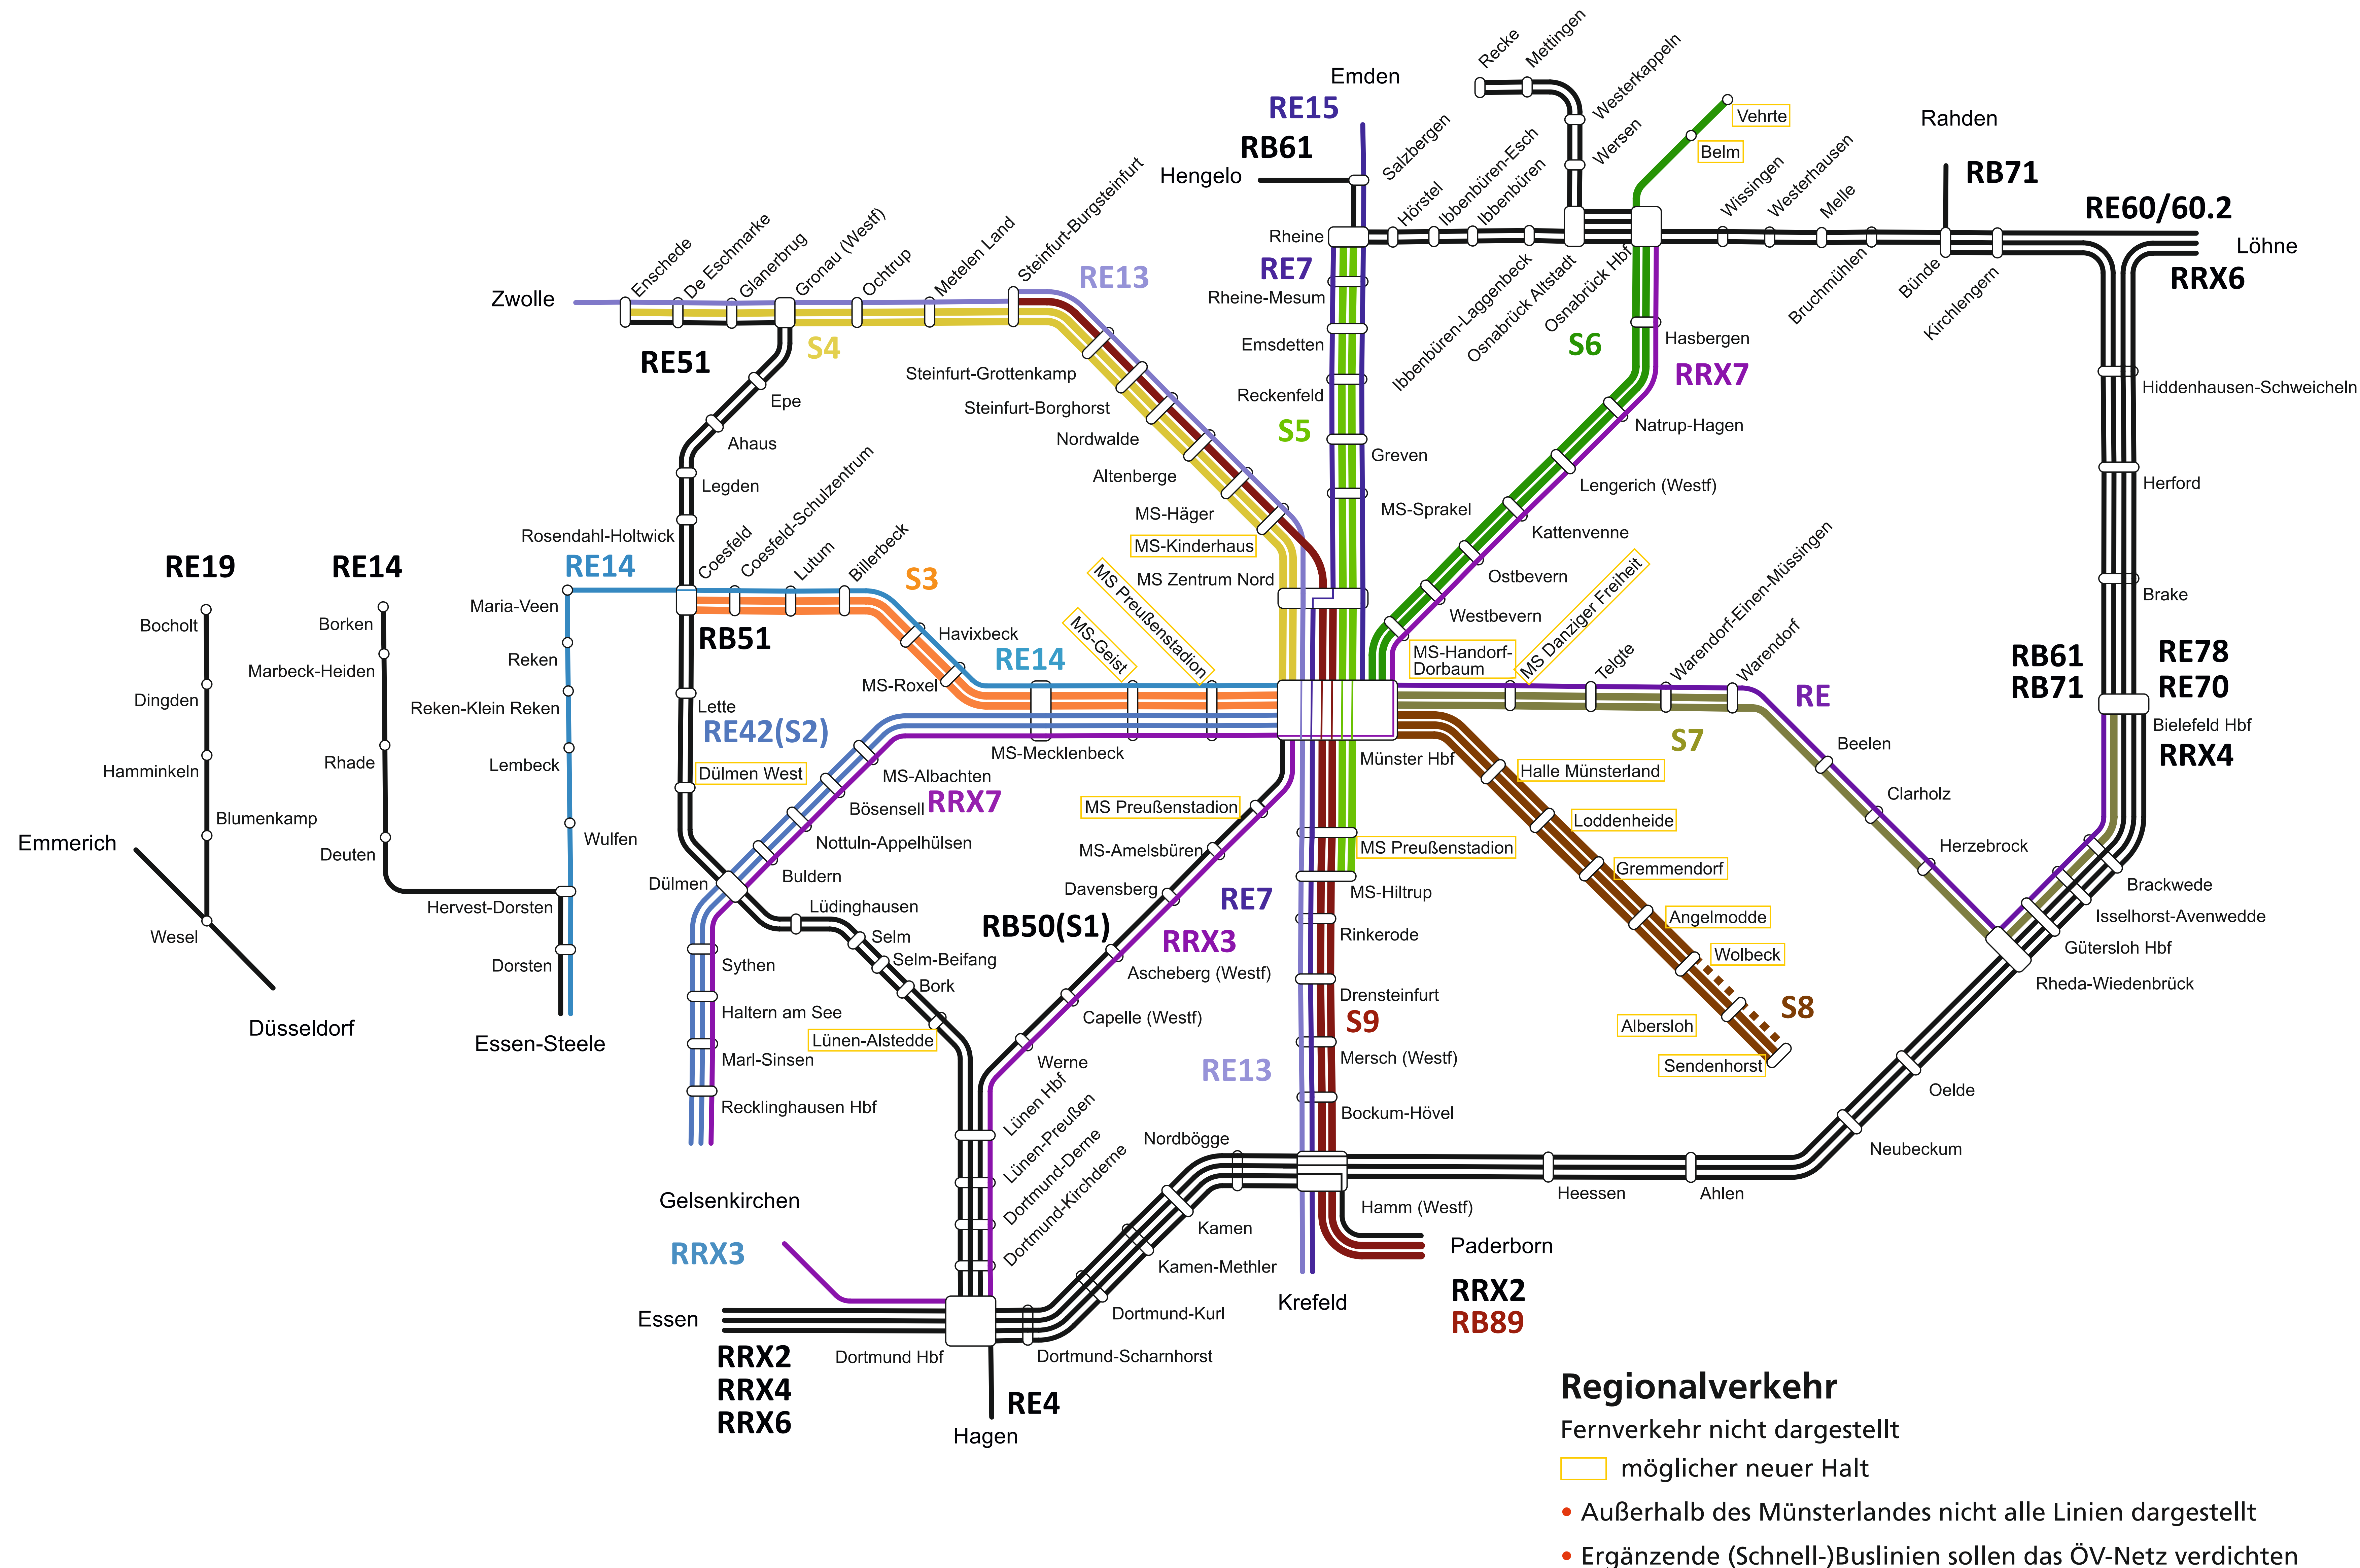 Recke
Mettingen
Westerkappeln
Wersen
Emden
RE15
RB61
Hengelo
Salzbergen
Hörstel
Ibbenbüren-Esch
Ibbenbüren
Vehrte
Belm
Wissingen
Westerhausen
Melle
Rahden
RB71
RE60/60.2
Löhne
RRX6
Zwolle
Enschede
De Eschmarke
Glanerbrug
Gronau (Westf)
Ochtrup
Metelen Land
Steinfurt-Burgsteinfurt
RE13
RE51
S4
Rheine
RE7
Rheine-Mesum
Emsdetten
Reckenfeld
S5
Greven
MS-Sprakel
Ibbenbüren-Laggenbeck
Osnabrück Altstadt
Osnabrück Hbf
Bruchmühlen
Bünde
Kirchlengern
S6
Hasbergen
RRX7
Natrup-Hagen
Lengerich (Westf)
Kattenvenne
Ostbevern
Westbevern
MS-Handorf-
Dorbaum
Hiddenhausen-Schweicheln
Herford
Brake
RB61
RB71
RE78
RE70
Bielefeld Hbf
RRX4
Epe
Ahaus
Legden
Rosendahl-Holtwick
Steinfurt-Grottenkamp
Steinfurt-Borghorst
Nordwalde
Altenberge
MS-Häger
MS-Kinderhaus
MS Zentrum Nord
RE19
Bocholt
Dingden
Hamminkeln
Blumenkamp
Emmerich
Wesel
Düsseldorf
RE14
Borken
Marbeck-Heiden
Rhade
Deuten
RE14
Maria-Veen
Reken
Reken-Klein Reken
Lembeck
Wulfen
Hervest-Dorsten
Dorsten
Essen-Steele
Coesfeld
Coesfeld-Schulzentrum
Lutum
Billerbeck
S3
RB51
Havixbeck
RE14
MS-Roxel
MS-Geist
MS Preußenstadion
MS-Mecklenbeck
Münster Hbf
MS Danziger Freiheit
Telgte
Warendorf-Einen-Müssingen
Warendorf
RE
S7
Beelen
Clarholz
Herzebrock
Brackwede
Isselhorst-Avenwedde
Gütersloh Hbf
Rheda-Wiedenbrück
Oelde
Neubeckum
Lette
RE42(S2)
Dülmen West
MS-Albachten
Bösensell
RRX7
Nottuln-Appelhülsen
Buldern
Dülmen
Sythen
Haltern am See
Marl-Sinsen
Recklinghausen Hbf
Lüdinghausen
Selm
Selm-Beifang
Bork
Lünen-Alstedde
MS Preußenstadion
MS-Amelsbüren
Davensberg
RB50(S1)
RRX3
Ascheberg (Westf)
Capelle (Westf)
Werne
Lünen Hbf
Lünen-Preußen
Dortmund-Derne
Dortmund-Kirchderne
MS Preußenstadion
MS-Hiltrup
RE7
Rinkerode
Drensteinfurt
S9
Mersch (Westf)
RE13
Bockum-Hövel
Halle Münsterland
Loddenheide
Gremmendorf
Angelmodde
Wolbeck
S8
Albersloh
Sendenhorst
Nordbögge
Hamm (Westf)
Heessen
Ahlen
Kamen
Kamen-Methler
Dortmund-Kurl
Dortmund-Scharnhorst
Gelsenkirchen
RRX3
Essen
RRX2
RRX4
RRX6
Dortmund Hbf
RE4
Hagen
Krefeld
Paderborn
RRX2
RB89
Regionalverkehr
Fernverkehr nicht dargestellt
möglicher neuer Halt
• Außerhalb des Münsterlandes nicht alle Linien dargestellt
• Ergänzende (Schnell-)Buslinien sollen das ÖV-Netz verdichten